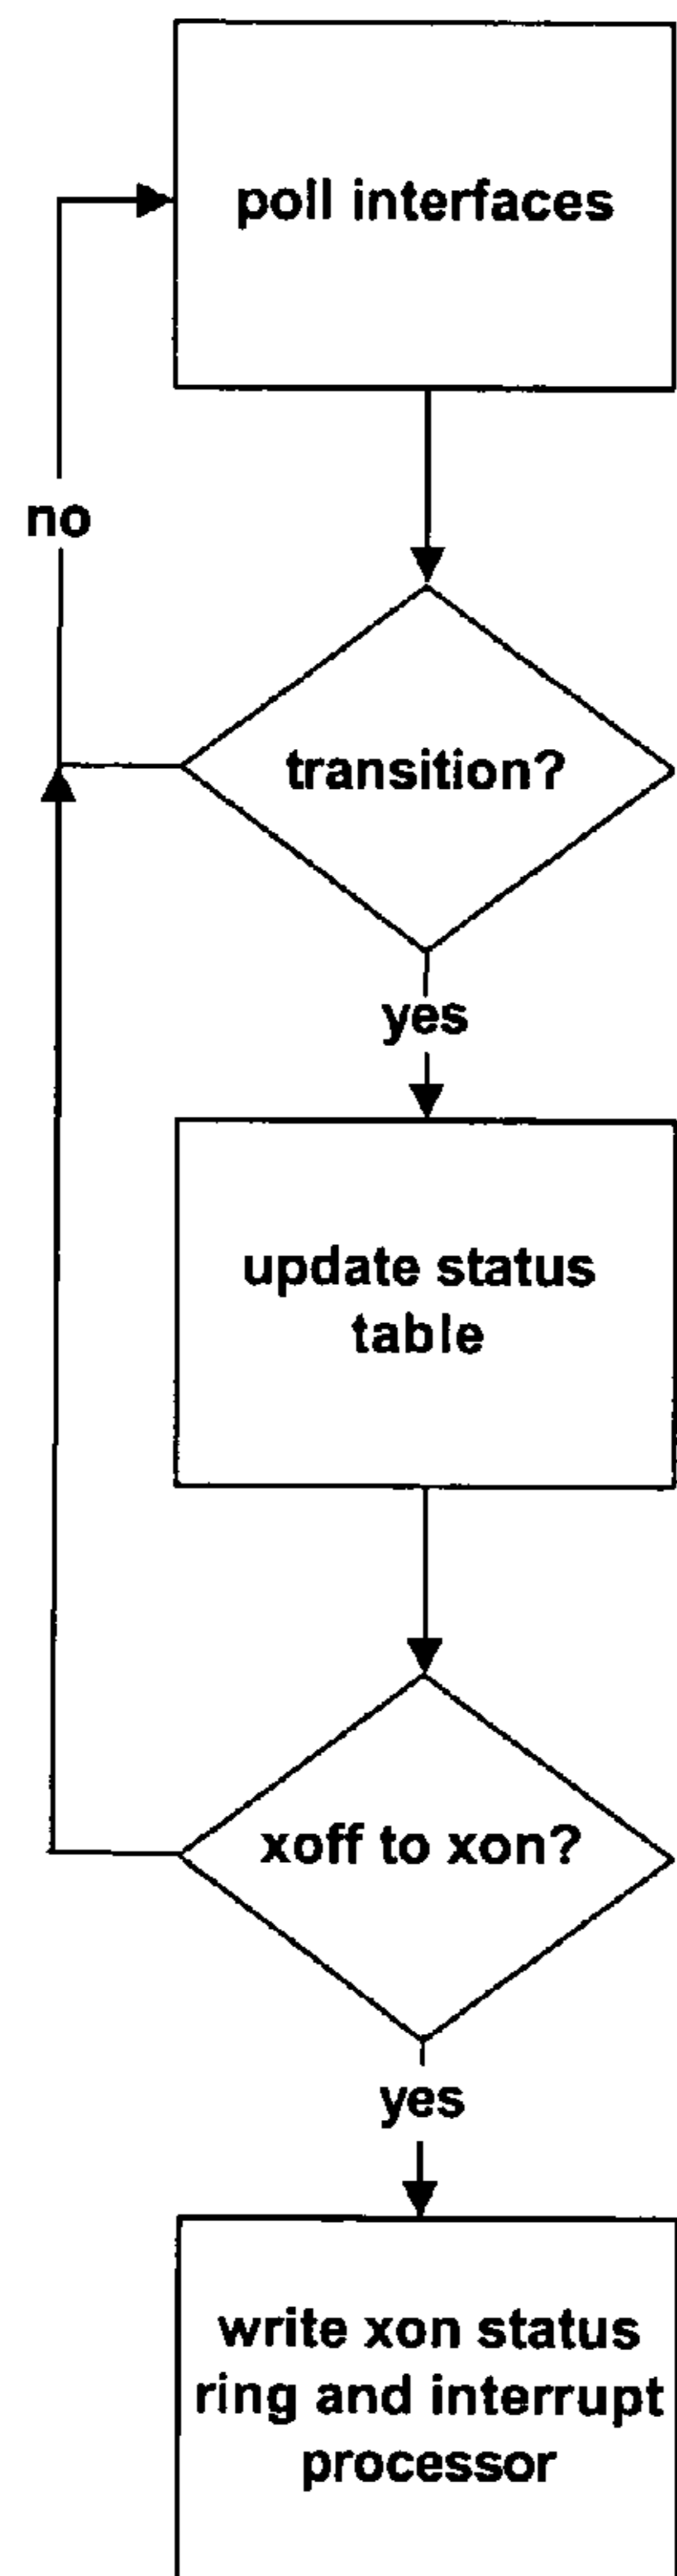 poll interfaces
no
transition?
yes
update status
table
xoff to xon?
yes
write xon status
ring and interrupt
processor